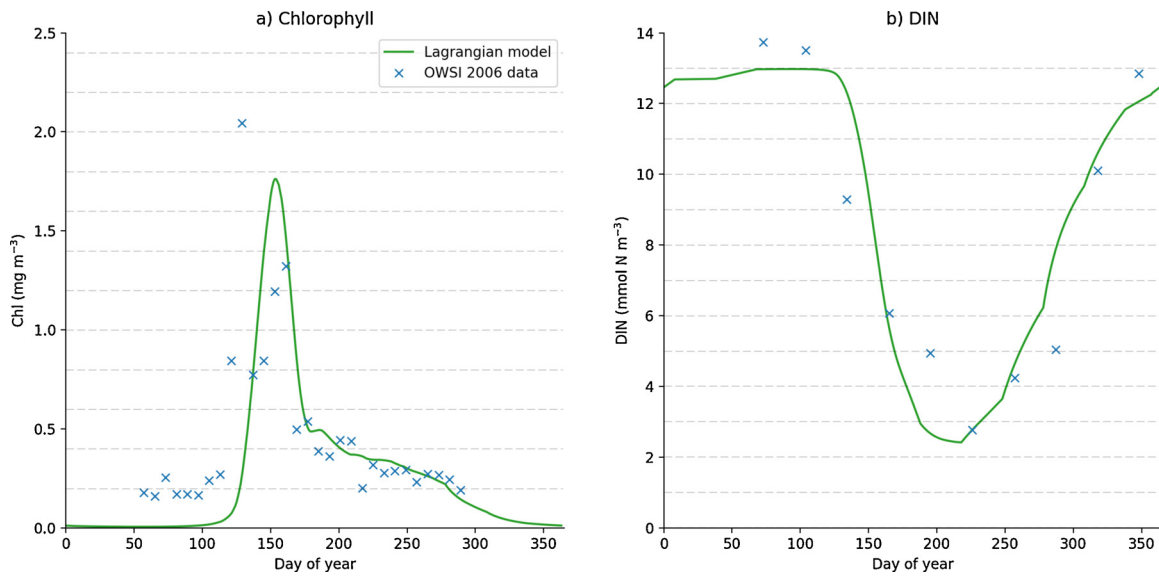 a) Chlorophyll
2.5
2.0
1.5
1.0
0.5
0.0
Chl (mg m⁻³)
Lagrangian model
OWSI 2006 data
0 50 100 150 200 250 300 350
Day of year
b) DIN
14
12
10
8
6
4
2
0
DIN (mmol N m⁻³)
0 50 100 150 200 250 300 350
Day of year